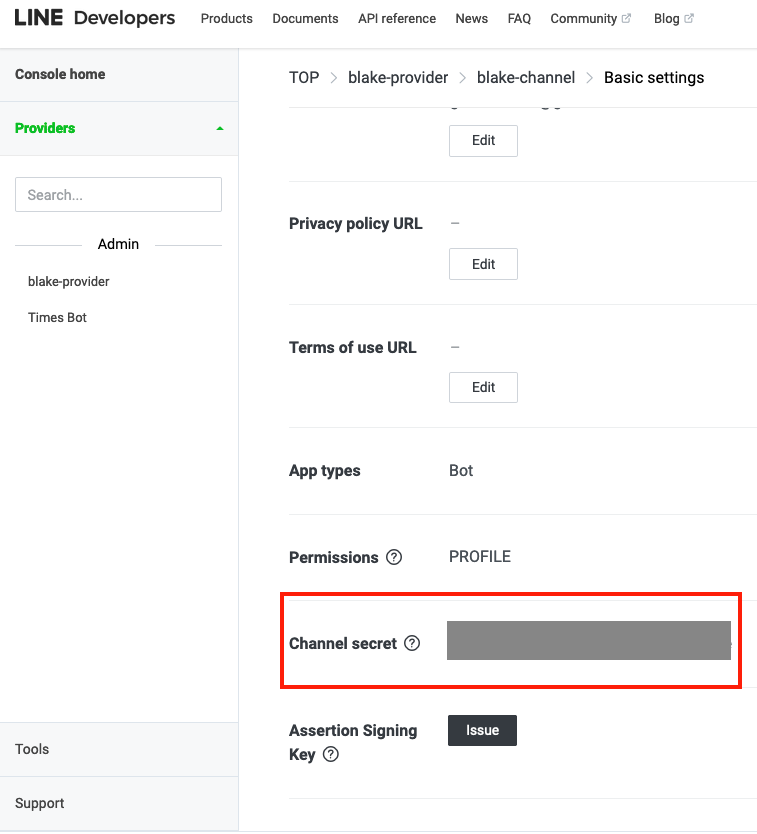 LINE Developers
Products Documents API reference News FAQ Community Blog
Console home
Providers
Search...
Admin
blake-provider
Times Bot
Tools
Support
TOP > blake-provider > blake-channel > Basic settings
Edit
Privacy policy URL –
Edit
Terms of use URL –
Edit
App types Bot
Permissions ? PROFILE
Channel secret ?
Assertion Signing Issue
Key ?